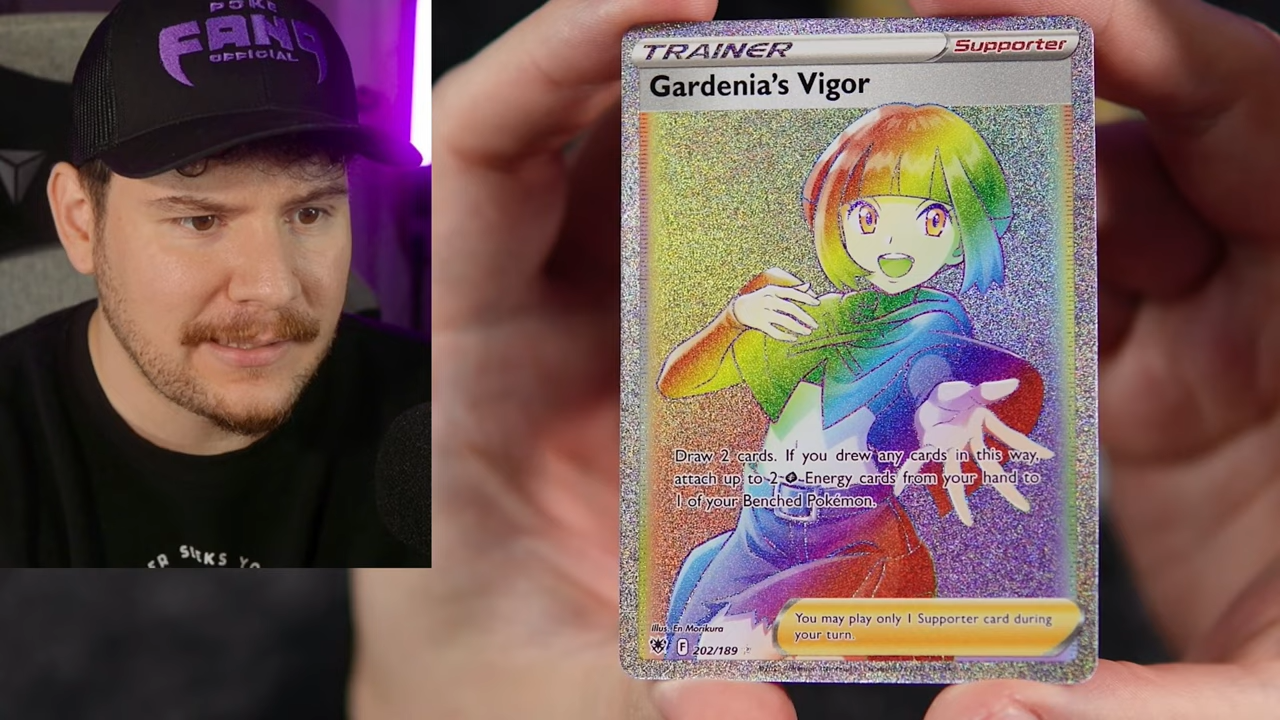 POKE
FANG
OFFICIAL
TRAINER
Supporter
Gardenia's Vigor
Draw 2 cards. If you drew any cards in this way,
attach up to 2 Energy cards from your hand to
1 of your Benched Pokémon.
You may play only 1 Supporter card during
your turn.
Illus. En Morikura
F 202/189
SEEKS